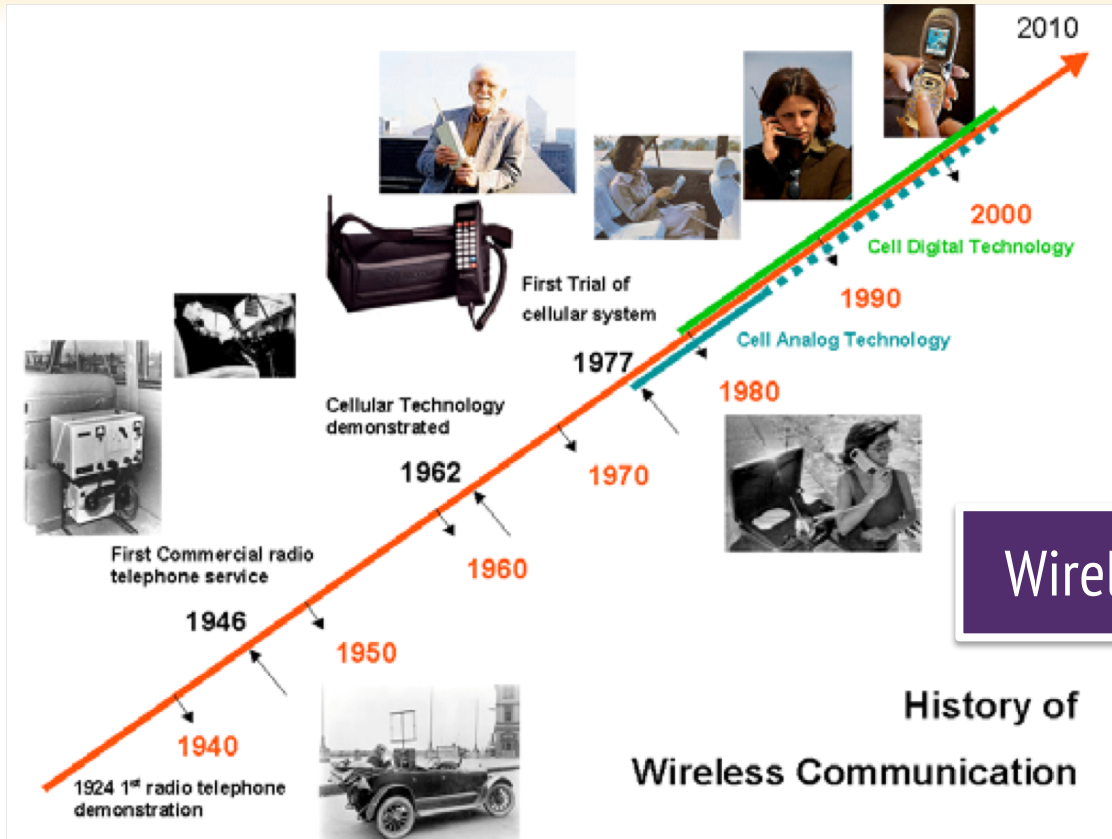 2010
2000
Cell Digital Technology
1990
First Trial of
cellular system
Cell Analog Technology
1977
1980
Cellular Technology
demonstrated
1970
1962
First Commercial radio
telephone service
1960
Wirel
1946
1950
History of
Wireless Communication
1940
1924 1st radio telephone
demonstration